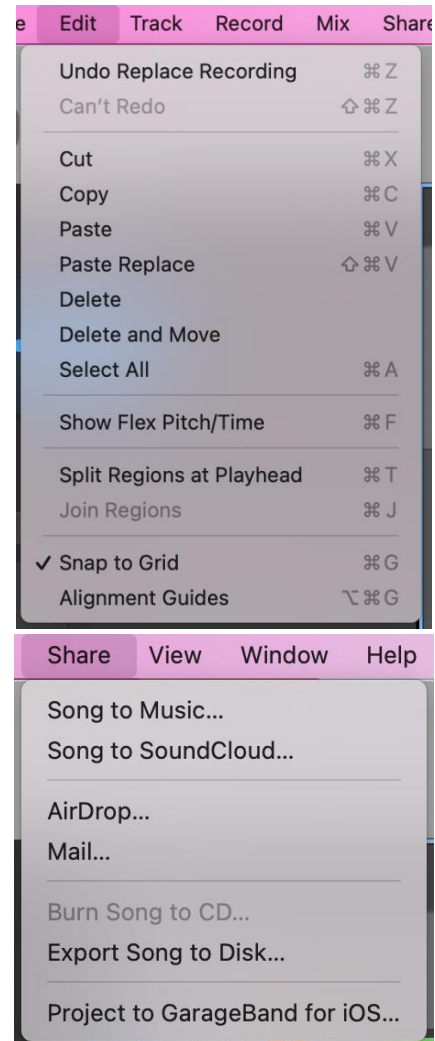 e Edit Track Record Mix Share
Undo Replace Recording ⌘ Z
Can't Redo ⇧ ⌘ Z
Cut ⌘ X
Copy ⌘ C
Paste ⌘ V
Paste Replace ⇧ ⌘ V
Delete
Delete and Move
Select All ⌘ A
Show Flex Pitch/Time ⌘ F
Split Regions at Playhead ⌘ T
Join Regions ⌘ J
✓ Snap to Grid ⌘ G
Alignment Guides ⌥ ⌘ G
Share View Window Help
Song to Music...
Song to SoundCloud...
AirDrop...
Mail...
Burn Song to CD...
Export Song to Disk...
Project to GarageBand for iOS...